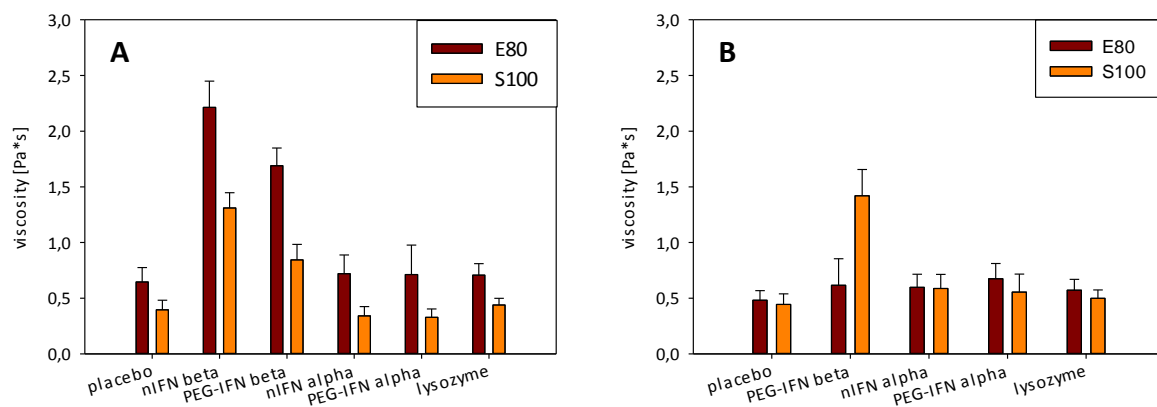 A
E80
S100
viscosity [Pa*s]
3,0
2,5
2,0
1,5
1,0
0,5
0,0
placebo
nIFN beta
PEG-IFN beta
nIFN alpha
PEG-IFN alpha
lysozyme
B
E80
S100
viscosity [Pa*s]
3,0
2,5
2,0
1,5
1,0
0,5
0,0
placebo
PEG-IFN beta
nIFN alpha
PEG-IFN alpha
lysozyme